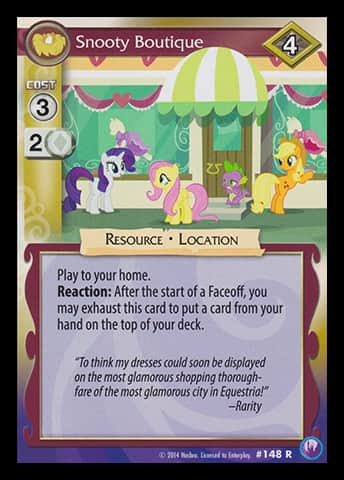 Snooty Boutique
4
COST
3
2
RESOURCE • LOCATION
Play to your home.
Reaction: After the start of a Faceoff, you
may exhaust this card to put a card from your
hand on the top of your deck.
"To think my dresses could soon be displayed
on the most glamorous shopping thorough-
fare of the most glamorous city in Equestria!"
–Rarity
© 2014 Hasbro. Licensed to Enterplay. #148 R